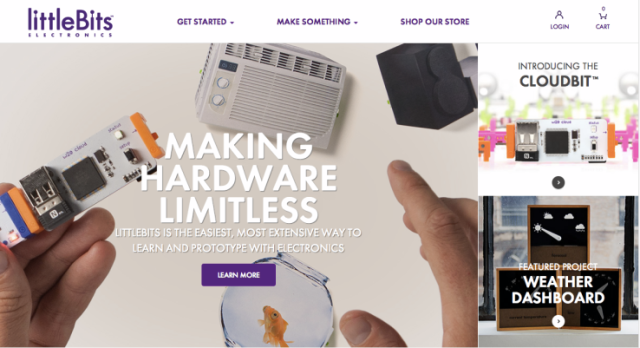 littleBits™
ELECTRONICS
GET STARTED
MAKE SOMETHING
SHOP OUR STORE
LOGIN
0
CART
MAKING
HARDWARE
LIMITLESS
LITTLEBITS IS THE EASIEST, MOST EXTENSIVE WAY TO
LEARN AND PROTOTYPE WITH ELECTRONICS
LEARN MORE
INTRODUCING THE
CLOUDBIT™
FEATURED PROJECT
WEATHER
DASHBOARD